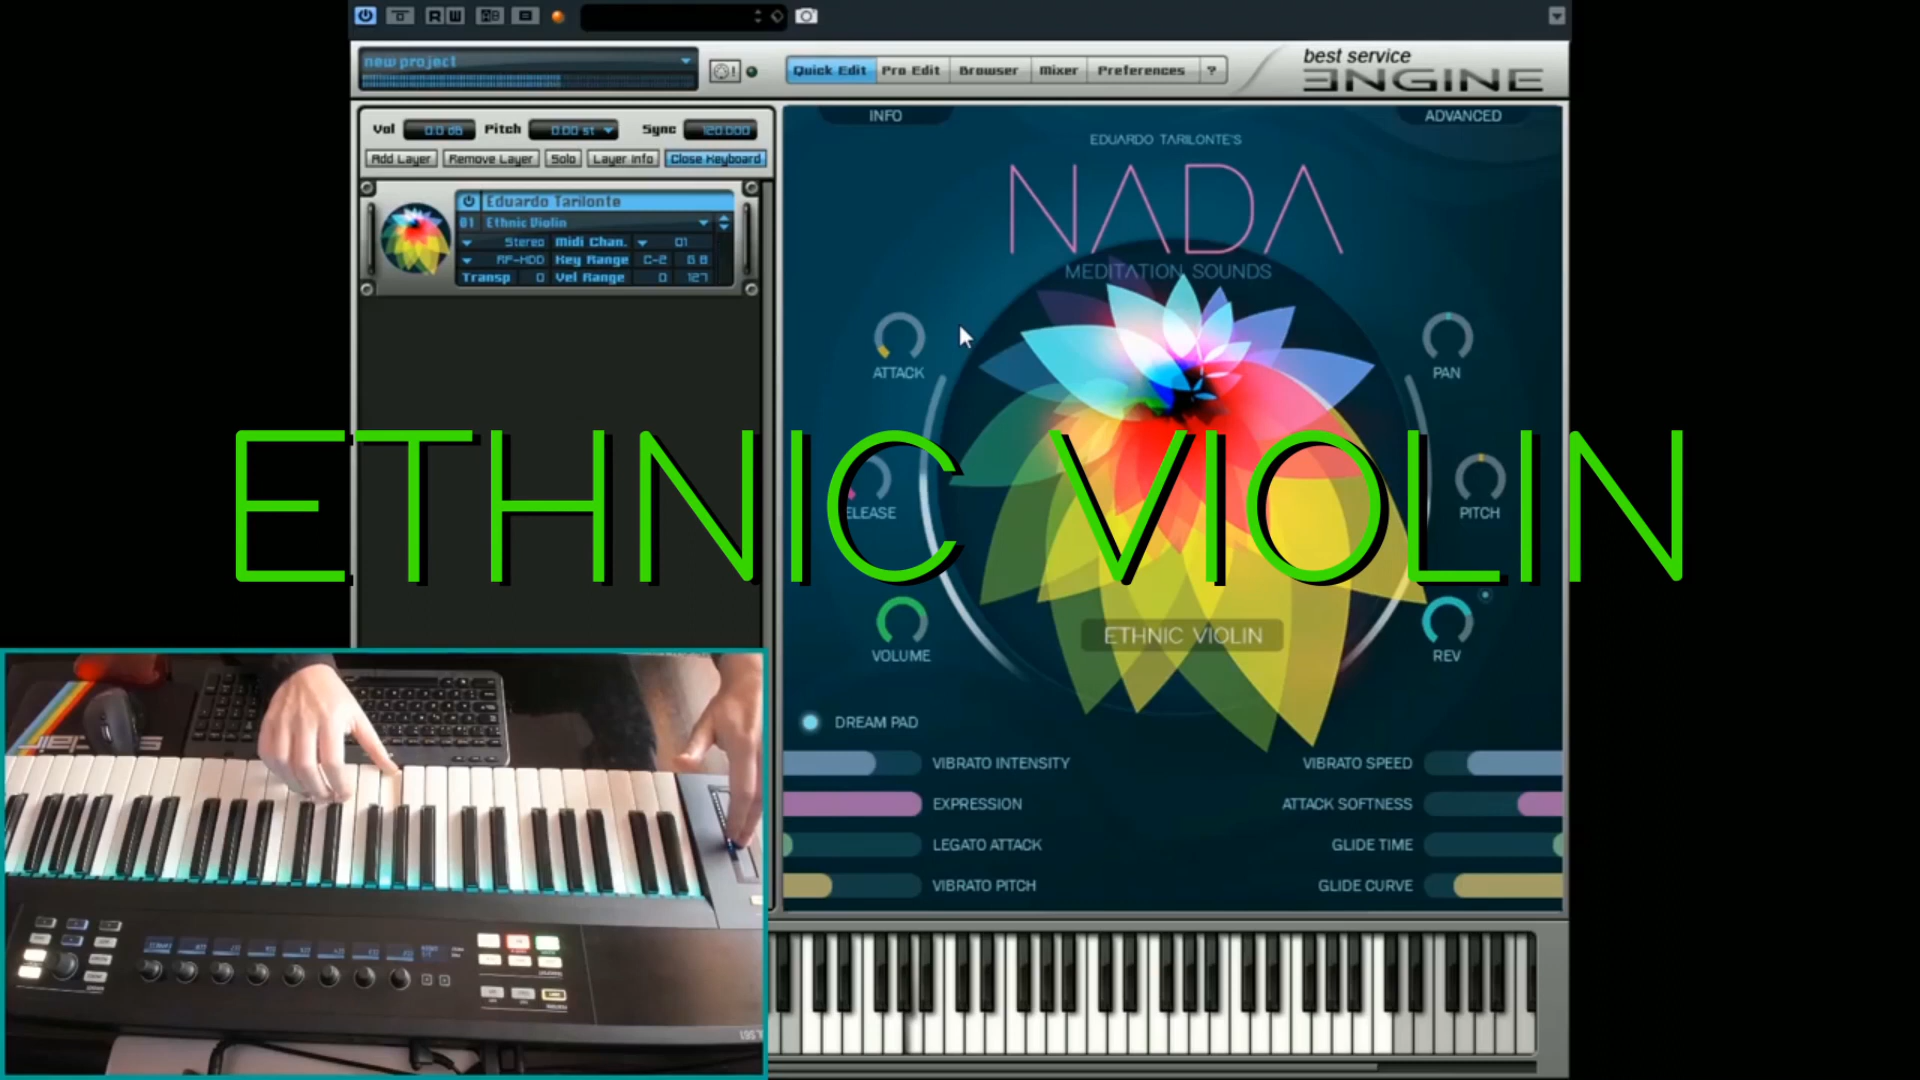 R W
AB
new project
Quick Edit Pro Edit Browser Mixer Preferences ?
best service
ENGINE
Vol 0.0 dB Pitch 0.00 st Sync 120.000
Add Layer Remove Layer Solo Layer Info Close Keyboard
Eduardo Tarilonte
01 Ethnic Violin
Stereo Midi Chan. 01
RF-HDD Key Range C-2 G 8
Transp 0 Vel Range 0 127
INFO
ADVANCED
EDUARDO TARILONTE'S
NADA
MEDITATION SOUNDS
ATTACK
PAN
ETHNIC VIOLIN
ELEASE
PITCH
ETHNIC VIOLIN
VOLUME
REV
DREAM PAD
VIBRATO INTENSITY
VIBRATO SPEED
EXPRESSION
ATTACK SOFTNESS
LEGATO ATTACK
GLIDE TIME
VIBRATO PITCH
GLIDE CURVE